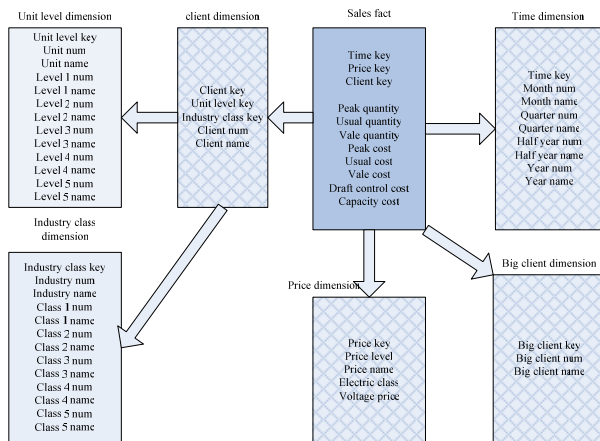 Unit level dimension
Unit level key
Unit num
Unit name
Level 1 num
Level 1 name
Level 2 num
Level 2 name
Level 3 num
Level 3 name
Level 4 num
Level 4 name
Level 5 num
Level 5 name
client dimension
Client key
Unit level key
Industry class key
Client num
Client name
Sales fact
Time key
Price key
Client key
Peak quantity
Usual quantity
Vale quantity
Peak cost
Usual cost
Vale cost
Draft control cost
Capacity cost
Time dimension
Time key
Month num
Month name
Quarter num
Quarter name
Half year num
Half year name
Year num
Year name
Industry class
dimension
Industry class key
Industry num
Industry name
Class 1 num
Class 1 name
Class 2 num
Class 2 name
Class 3 num
Class 3 name
Class 4 num
Class 4 name
Class 5 num
Class 5 name
Price dimension
Price key
Price level
Price name
Electric class
Voltage price
Big client dimension
Big client key
Big client num
Big client name